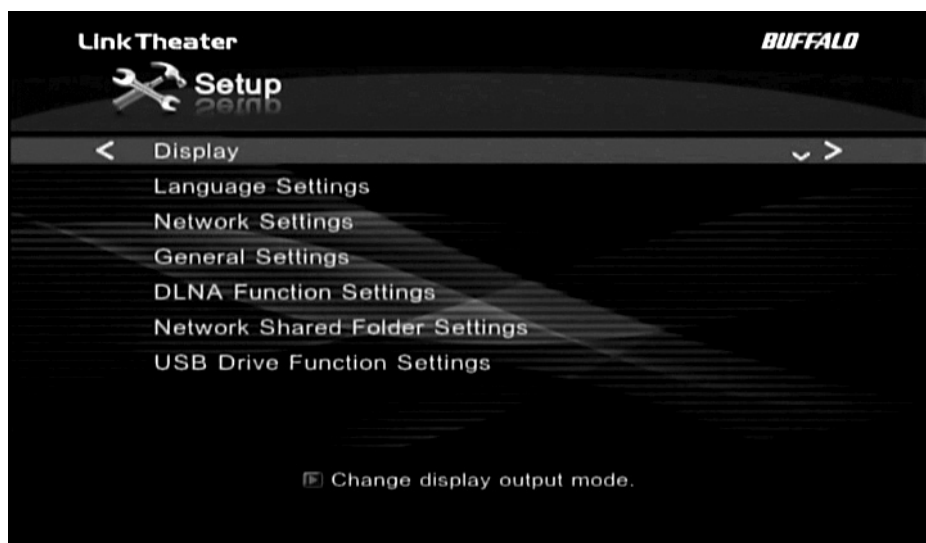 LinkTheater
BUFFALO
Setup
Display
Language Settings
Network Settings
General Settings
DLNA Function Settings
Network Shared Folder Settings
USB Drive Function Settings
Change display output mode.